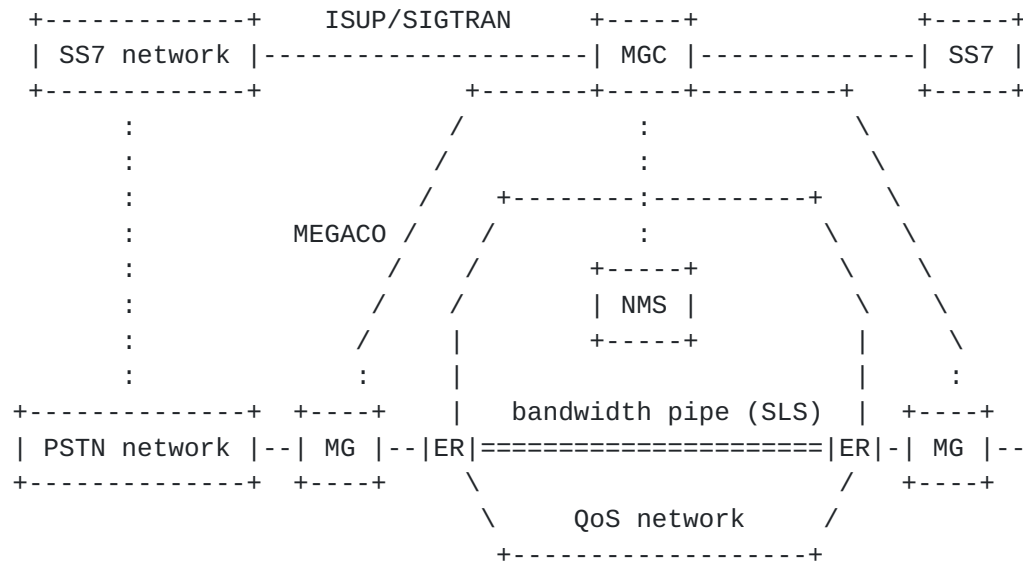 ISUP/SIGTRAN
SS7 network MGC SS7
MEGACO
NMS
bandwidth pipe (SLS)
PSTN network MG ER ER MG
QoS network